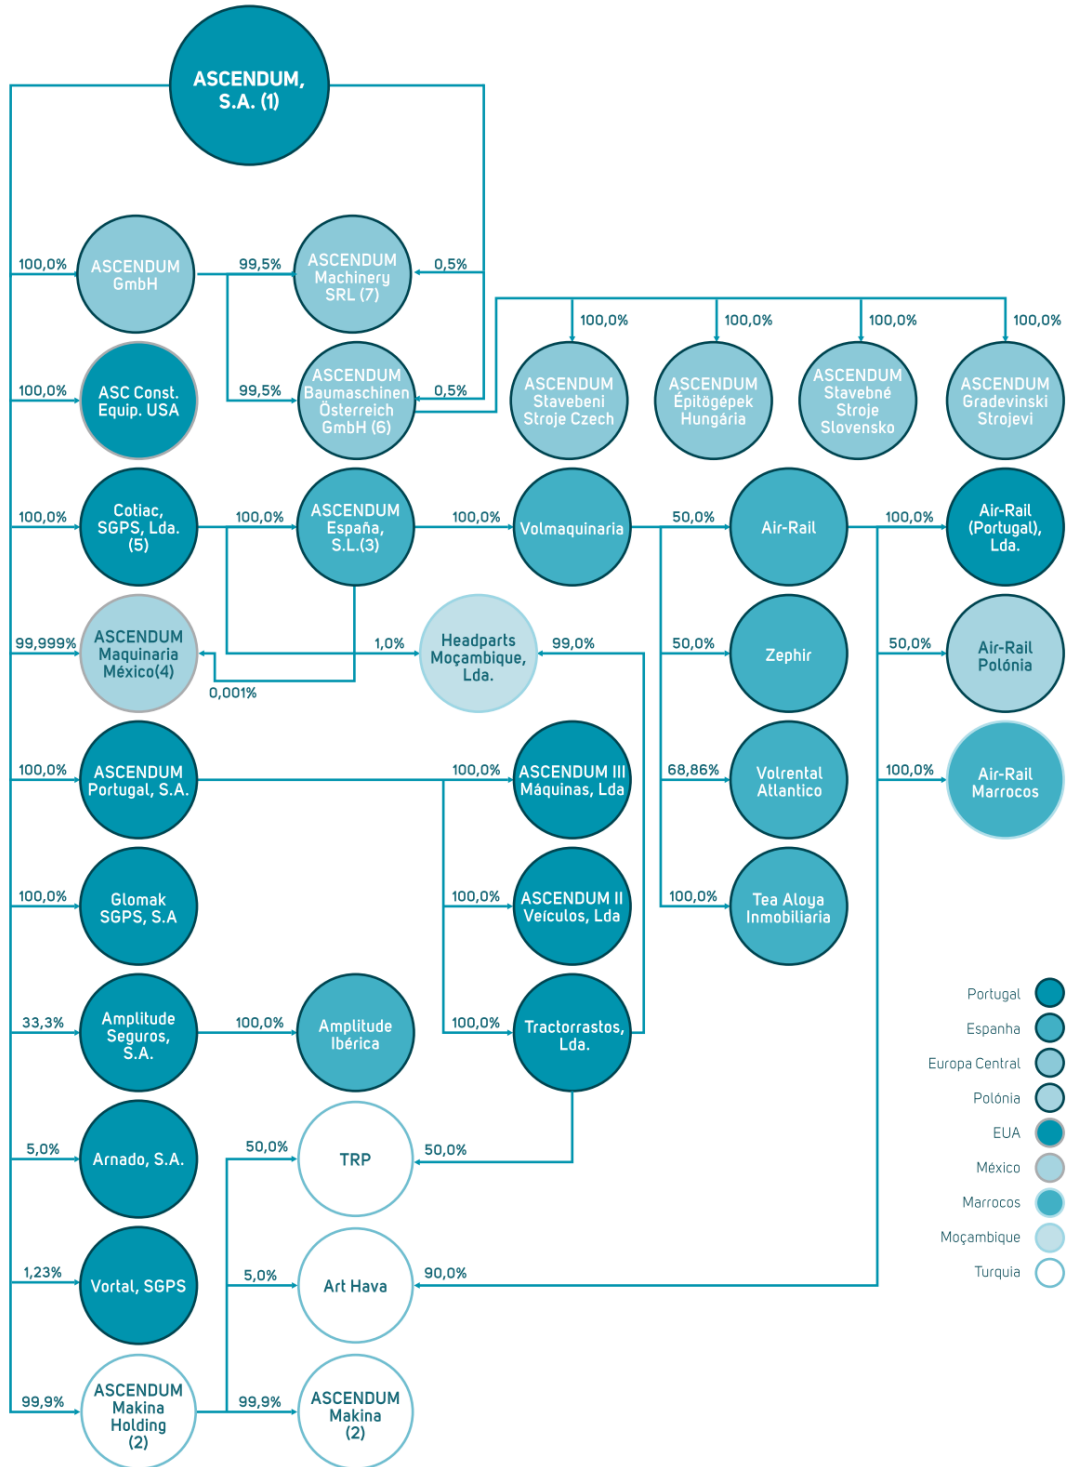 ASCENDUM,
S.A. (1)
100,0%
ASCENDUM
GmbH
99,5%
ASCENDUM
Machinery
SRL (7)
0,5%
100,0%
100,0%
100,0%
100,0%
100,0%
ASC Const.
Equip. USA
99,5%
ASCENDUM
Baumaschinen
Österreich
GmbH (6)
0,5%
ASCENDUM
Stavebeni
Stroje Czech
ASCENDUM
Épitögépek
Hungária
ASCENDUM
Stavebné
Stroje
Slovensko
ASCENDUM
Gradevinski
Strojevi
100,0%
Cotiac,
SGPS, Lda.
(5)
100,0%
ASCENDUM
España,
S.L.(3)
100,0%
Volmaquinaria
50,0%
Air-Rail
100,0%
Air-Rail
(Portugal),
Lda.
99,999%
ASCENDUM
Maquinaria
México(4)
0,001%
1,0%
Headparts
Moçambique,
Lda.
99,0%
50,0%
Zephir
50,0%
Air-Rail
Polónia
100,0%
ASCENDUM
Portugal, S.A.
100,0%
ASCENDUM III
Máquinas, Lda
68,86%
Volrental
Atlantico
100,0%
Air-Rail
Marrocos
100,0%
Glomak
SGPS, S.A
100,0%
ASCENDUM II
Veículos, Lda
100,0%
Tea Aloya
Inmobiliaria
33,3%
Amplitude
Seguros,
S.A.
100,0%
Amplitude
Ibérica
100,0%
Tractorrastos,
Lda.
5,0%
Arnado, S.A.
50,0%
TRP
50,0%
1,23%
Vortal, SGPS
5,0%
Art Hava
90,0%
99,9%
ASCENDUM
Makina
Holding
(2)
99,9%
ASCENDUM
Makina
(2)
Portugal
Espanha
Europa Central
Polónia
EUA
México
Marrocos
Moçambique
Turquia